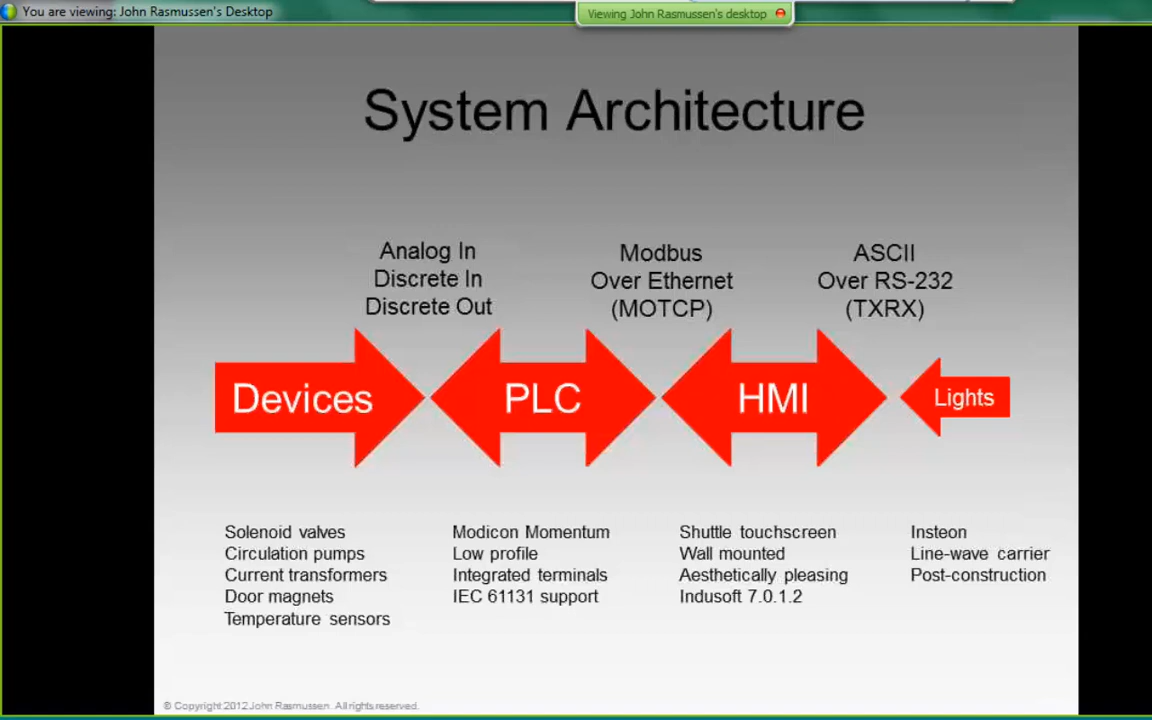 You are viewing: John Rasmussen's Desktop
Viewing John Rasmussen's desktop
System Architecture
Analog In
Discrete In
Discrete Out
Modbus
Over Ethernet
(MOTCP)
ASCII
Over RS-232
(TXRX)
Devices
PLC
HMI
Lights
Solenoid valves
Circulation pumps
Current transformers
Door magnets
Temperature sensors
Modicon Momentum
Low profile
Integrated terminals
IEC 61131 support
Shuttle touchscreen
Wall mounted
Aesthetically pleasing
Indusoft 7.0.1.2
Insteon
Line-wave carrier
Post-construction
© Copyright 2012 John Rasmussen. All rights reserved.